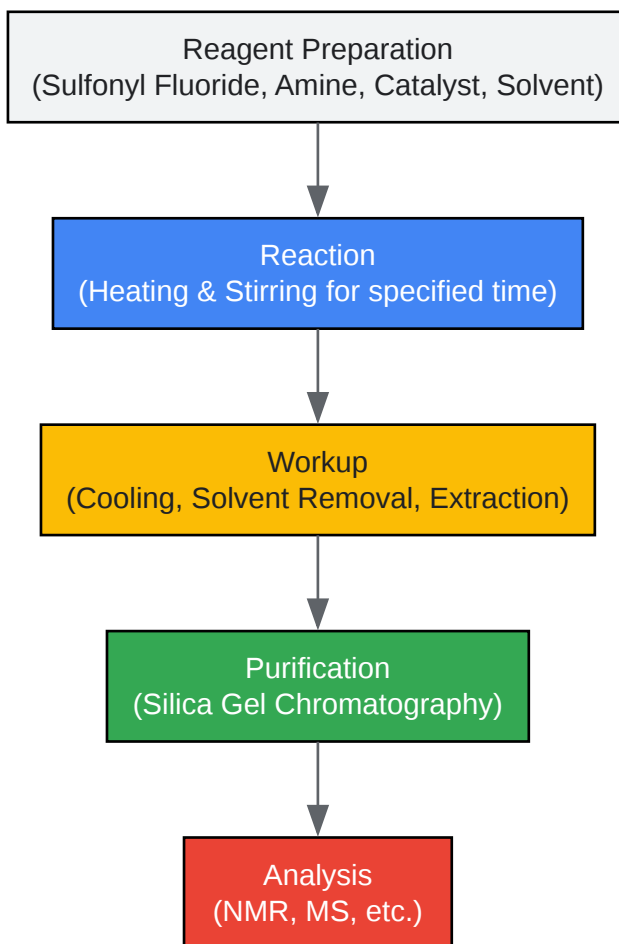 Reagent Preparation
(Sulfonyl Fluoride, Amine, Catalyst, Solvent)
Reaction
(Heating & Stirring for specified time)
Workup
(Cooling, Solvent Removal, Extraction)
Purification
(Silica Gel Chromatography)
Analysis
(NMR, MS, etc.)